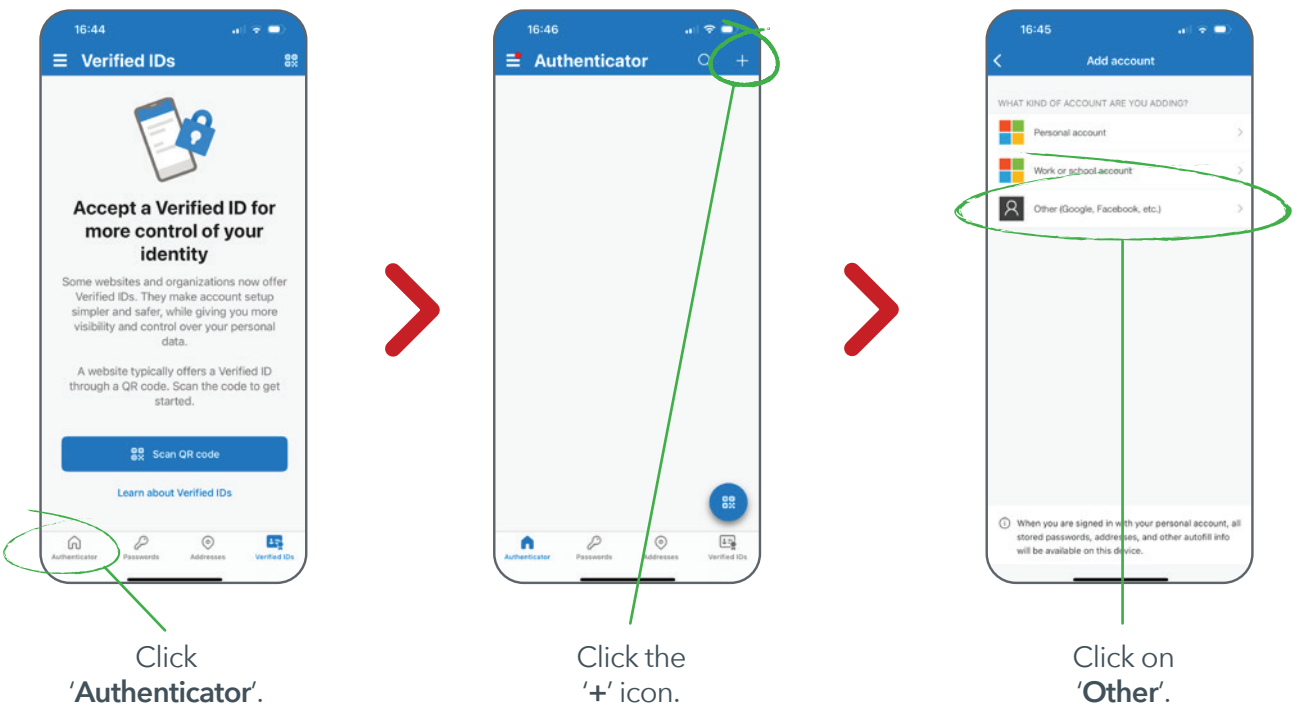 16:44
Verified IDs
Accept a Verified ID for
more control of your
identity
Some websites and organizations now offer
Verified IDs. They make account setup
simpler and safer, while giving you more
visibility and control over your personal
data.
A website typically offers a Verified ID
through a QR code. Scan the code to get
started.
Scan QR code
Learn about Verified IDs
Authenticator Passwords Addresses Verified IDs
Click
‘Authenticator’.
16:46
Authenticator
Authenticator Passwords Addresses Verified IDs
Click the
‘+’ icon.
16:45
Add account
WHAT KIND OF ACCOUNT ARE YOU ADDING?
Personal account
Work or school account
Other (Google, Facebook, etc.)
When you are signed in with your personal account, all
stored passwords, addresses, and other autofill info
will be available on this device.
Click on
‘Other’.